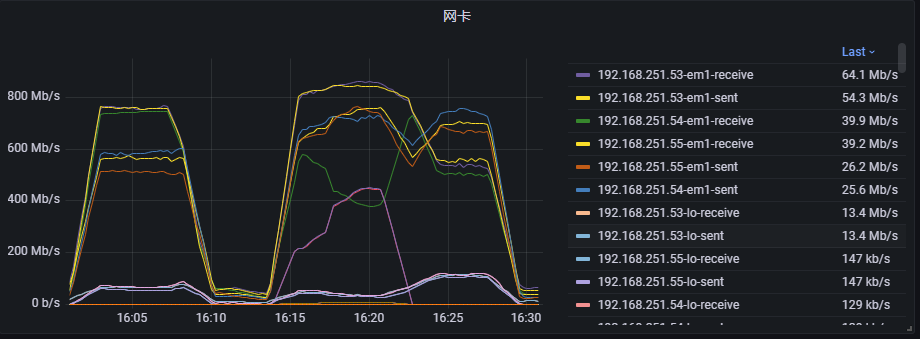 网卡
Last
800 Mb/s
600 Mb/s
400 Mb/s
200 Mb/s
0 b/s
16:05 16:10 16:15 16:20 16:25 16:30
192.168.251.53-em1-receive 64.1 Mb/s
192.168.251.53-em1-sent 54.3 Mb/s
192.168.251.54-em1-receive 39.9 Mb/s
192.168.251.55-em1-receive 39.2 Mb/s
192.168.251.55-em1-sent 26.2 Mb/s
192.168.251.54-em1-sent 25.6 Mb/s
192.168.251.53-lo-receive 13.4 Mb/s
192.168.251.53-lo-sent 13.4 Mb/s
192.168.251.55-lo-receive 147 kb/s
192.168.251.55-lo-sent 147 kb/s
192.168.251.54-lo-receive 129 kb/s